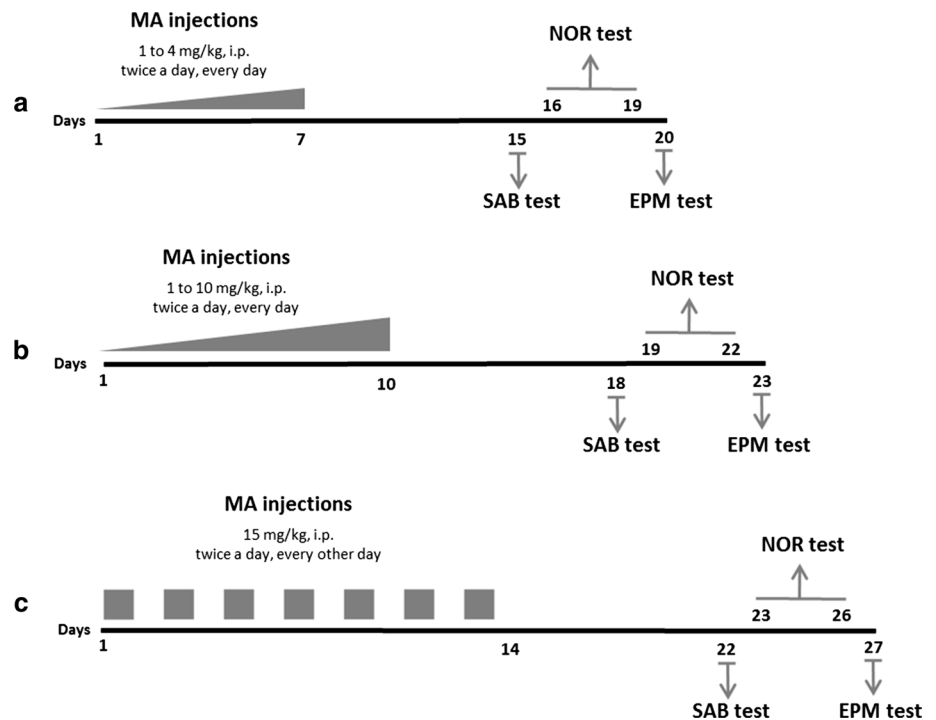 MA injections
1 to 4 mg/kg, i.p.
twice a day, every day
NOR test
a
16 19
Days
1 7 15 20
SAB test EPM test
MA injections
1 to 10 mg/kg, i.p.
twice a day, every day
NOR test
b
19 22
Days
1 10 18 23
SAB test EPM test
MA injections
15 mg/kg, i.p.
twice a day, every other day
NOR test
c
23 26
Days
1 14 22 27
SAB test EPM test